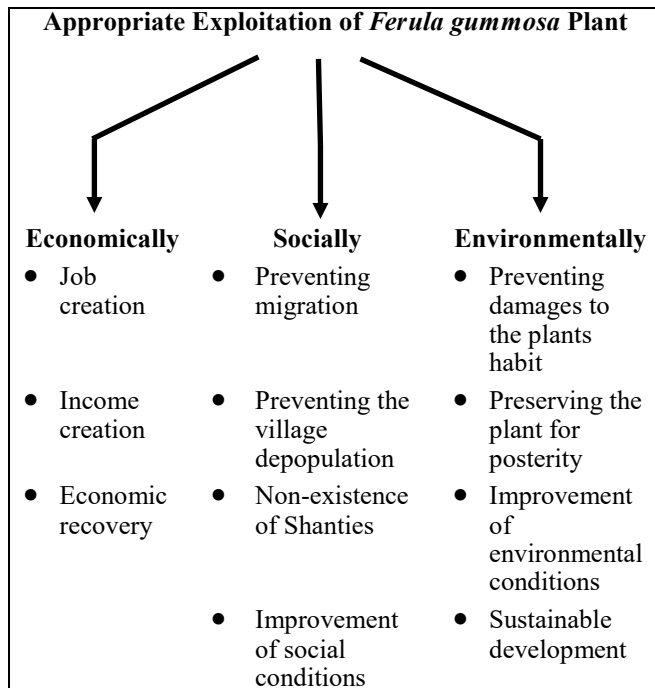 Appropriate Exploitation of Ferula gummosa Plant
Economically
• Job
creation
• Income
creation
• Economic
recovery
Socially
• Preventing
migration
• Preventing the
village
depopulation
• Non-existence
of Shanties
• Improvement
of social
conditions
Environmentally
• Preventing
damages to
the plants
habit
• Preserving the
plant for
posterity
• Improvement
of
environmental
conditions
• Sustainable
development